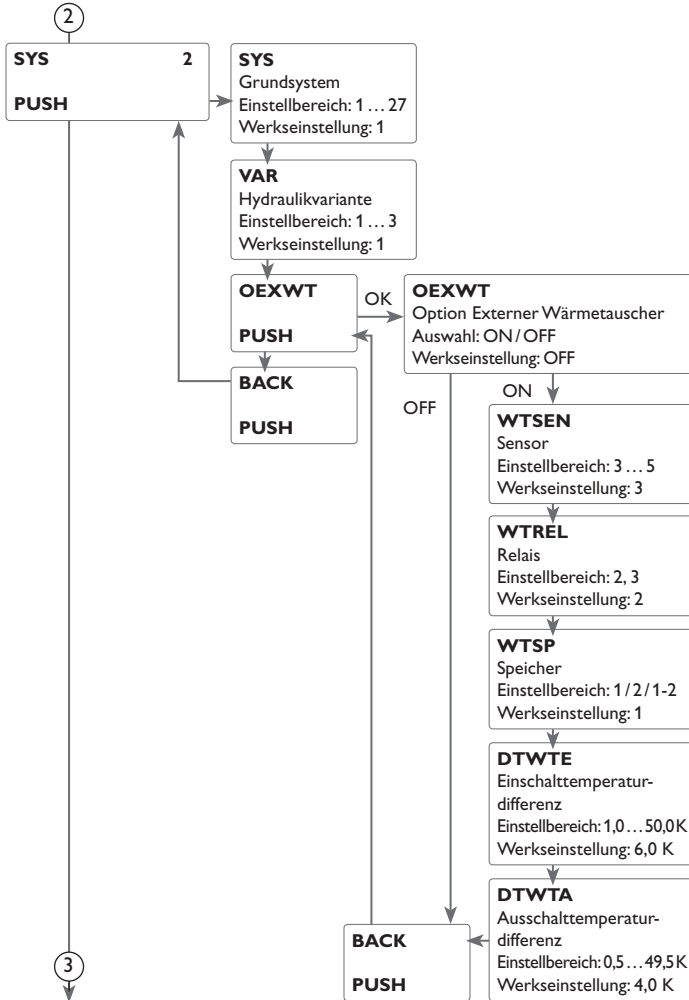 2
SYS 2
PUSH
SYS
Grundsystem
Einstellbereich: 1 … 27
Werkseinstellung: 1
VAR
Hydraulikvariante
Einstellbereich: 1 … 3
Werkseinstellung: 1
OEXWT
PUSH
OK
OEXWT
Option Externer Wärmetauscher
Auswahl: ON / OFF
Werkseinstellung: OFF
BACK
PUSH
OFF
ON
WTSEN
Sensor
Einstellbereich: 3 … 5
Werkseinstellung: 3
WTREL
Relais
Einstellbereich: 2, 3
Werkseinstellung: 2
WTSP
Speicher
Einstellbereich: 1 / 2 / 1-2
Werkseinstellung: 1
DTWTE
Einschalttemperatur-
differenz
Einstellbereich: 1,0 … 50,0 K
Werkseinstellung: 6,0 K
DTWTA
Ausschalttemperatur-
differenz
Einstellbereich: 0,5 … 49,5 K
Werkseinstellung: 4,0 K
BACK
PUSH
3